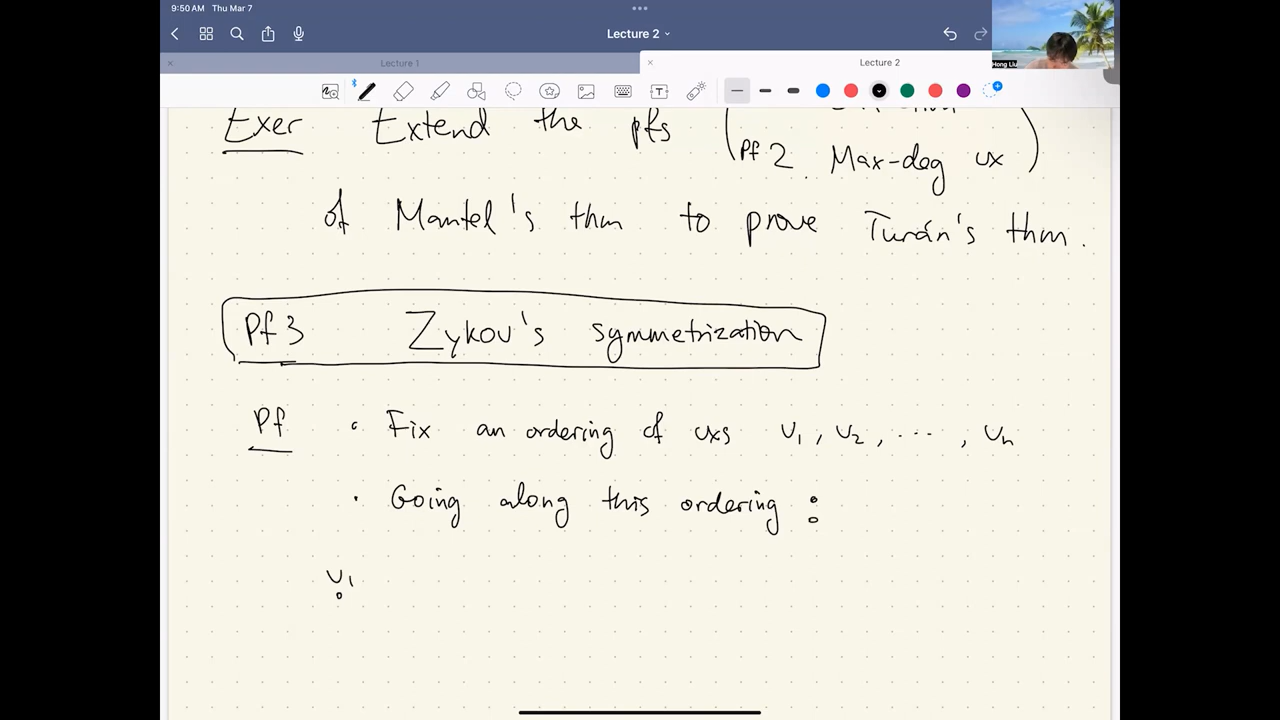 9:50 AM Thu Mar 7
Lecture 2
Hong Liu
Lecture 1
Lecture 2
Exer Extend the pfs
Pf 2. Max-deg vx
of Mantel's thm to prove Turán's thm.
Pf 3 Zykov's symmetrization
Pf • Fix an ordering of vxs v₁, v₂, ..., vₙ
• Going along this ordering :
v₁